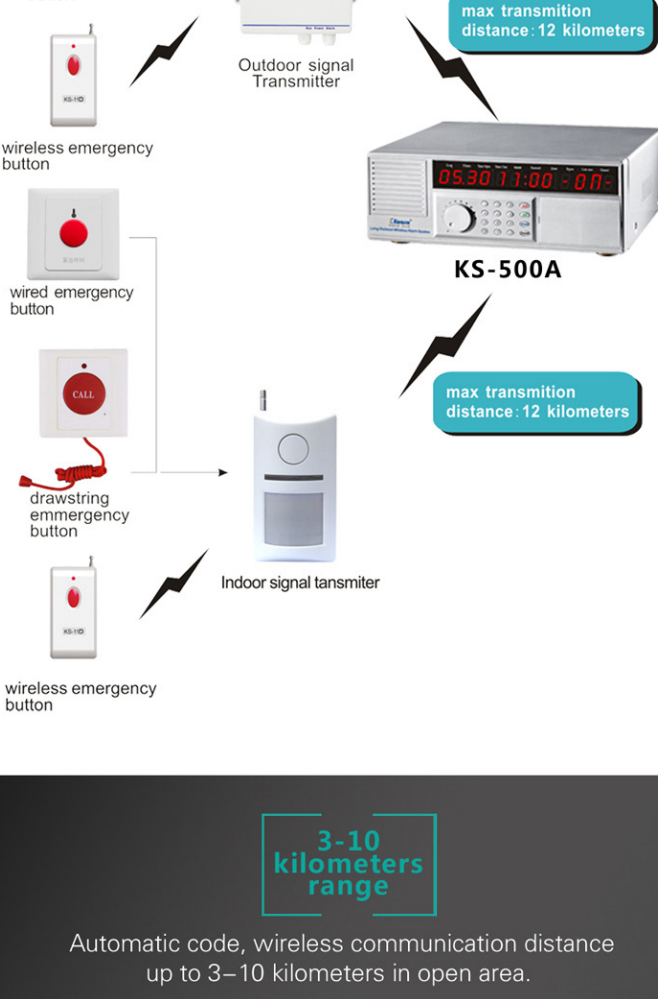 max transmition
distance: 12 kilometers
Outdoor signal
Transmitter
KS-11D
wireless emergency
button
05.30 11:00 -0n-
KS-500A
wired emergency
button
max transmition
distance: 12 kilometers
CALL
drawstring
emmergency
button
Indoor signal tansmiter
KS-11D
wireless emergency
button
3-10
kilometers
range
Automatic code, wireless communication distance
up to 3–10 kilometers in open area.